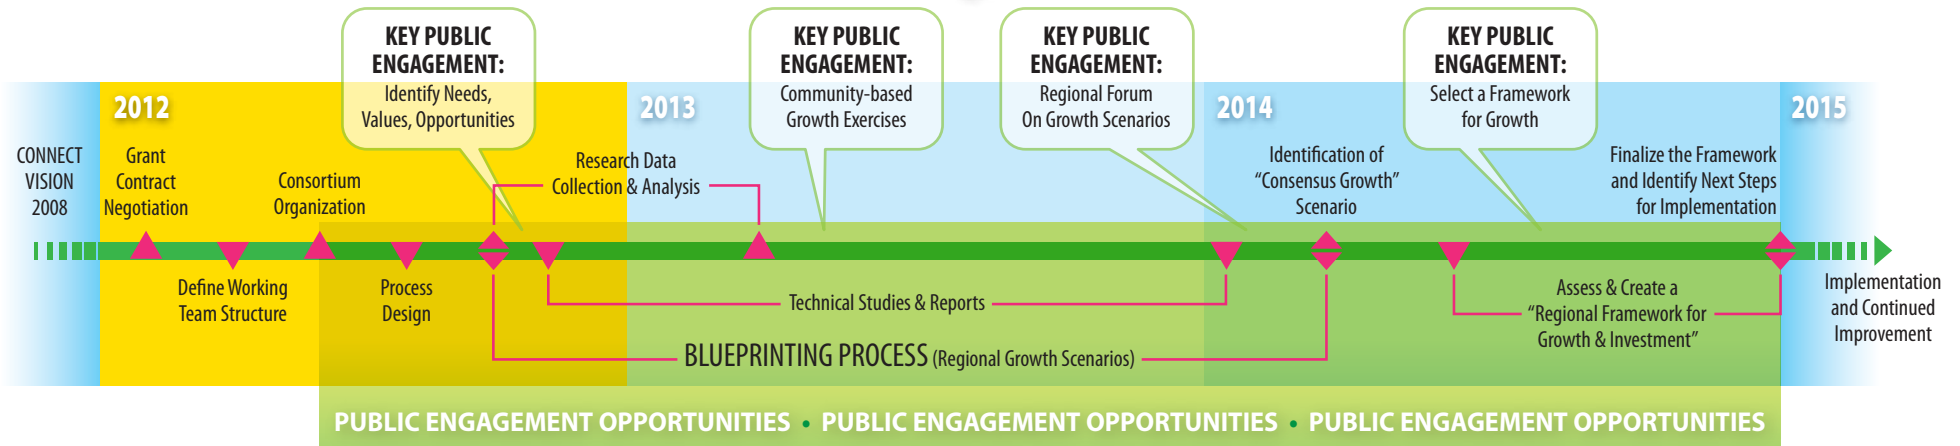 KEY PUBLIC
ENGAGEMENT:
Identify Needs,
Values, Opportunities
KEY PUBLIC
ENGAGEMENT:
Community-based
Growth Exercises
KEY PUBLIC
ENGAGEMENT:
Regional Forum
On Growth Scenarios
KEY PUBLIC
ENGAGEMENT:
Select a Framework
for Growth
2012
2013
2014
2015
CONNECT
VISION
2008
Grant
Contract
Negotiation
Consortium
Organization
Research Data
Collection & Analysis
Identification of
“Consensus Growth”
Scenario
Finalize the Framework
and Identify Next Steps
for Implementation
Define Working
Team Structure
Process
Design
Technical Studies & Reports
Assess & Create a
“Regional Framework for
Growth & Investment”
Implementation
and Continued
Improvement
BLUEPRINTING PROCESS (Regional Growth Scenarios)
PUBLIC ENGAGEMENT OPPORTUNITIES • PUBLIC ENGAGEMENT OPPORTUNITIES • PUBLIC ENGAGEMENT OPPORTUNITIES